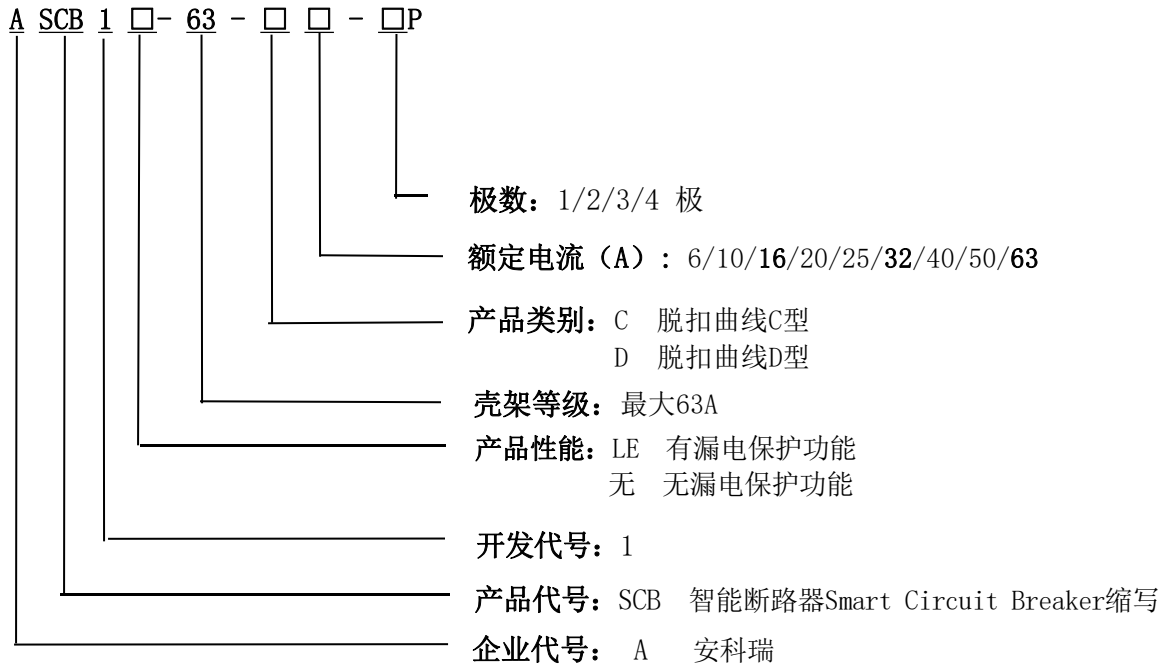 A SCB 1 □- 63 - □ □ - □P
极数：1/2/3/4 极
额定电流（A）：6/10/16/20/25/32/40/50/63
产品类别：C 脱扣曲线C型
D 脱扣曲线D型
壳架等级：最大63A
产品性能：LE 有漏电保护功能
无 无漏电保护功能
开发代号：1
产品代号：SCB 智能断路器Smart Circuit Breaker缩写
企业代号： A 安科瑞